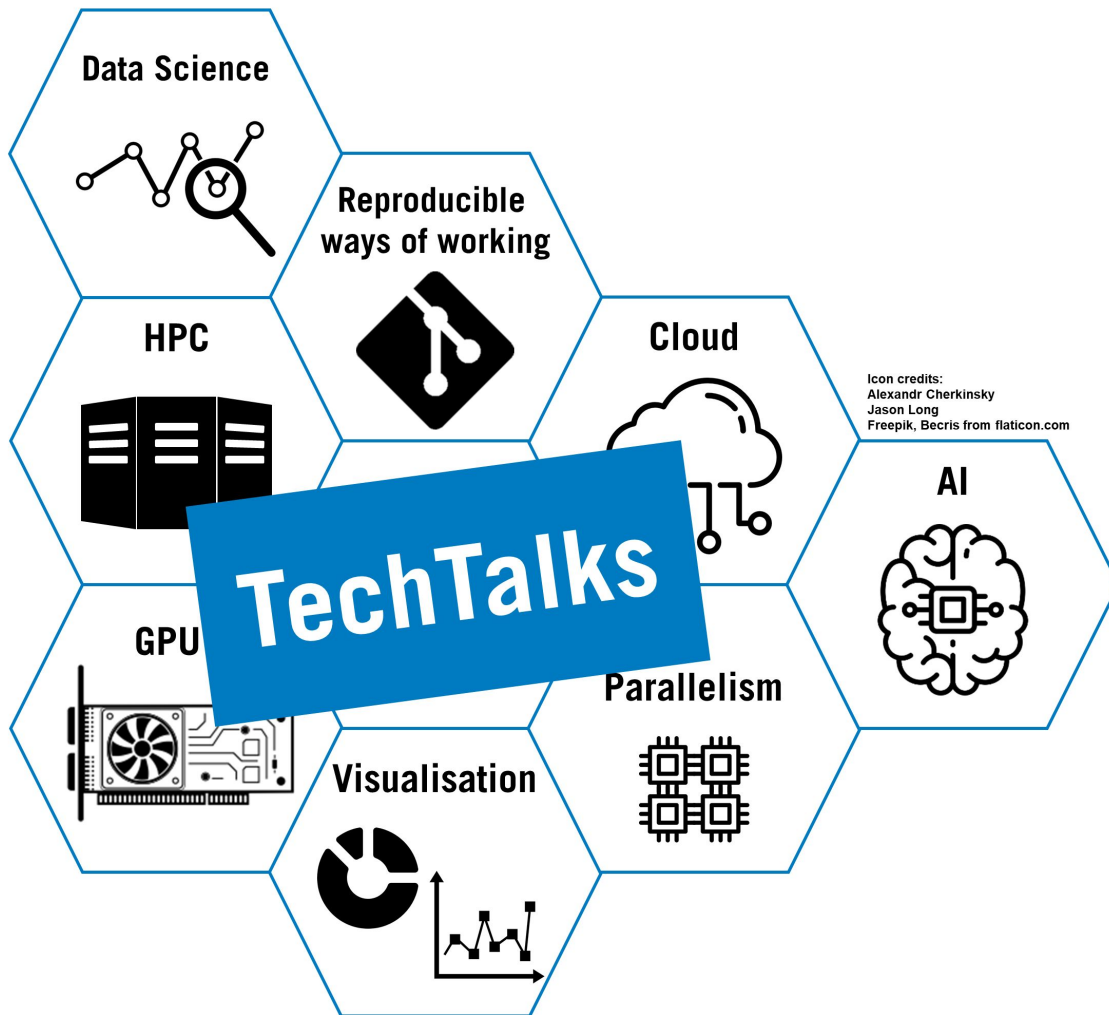 Data Science
Reproducible
ways of working
HPC
Cloud
Icon credits:
Alexandr Cherkinsky
Jason Long
Freepik, Becris from flaticon.com
AI
TechTalks
GPU
Parallelism
Visualisation